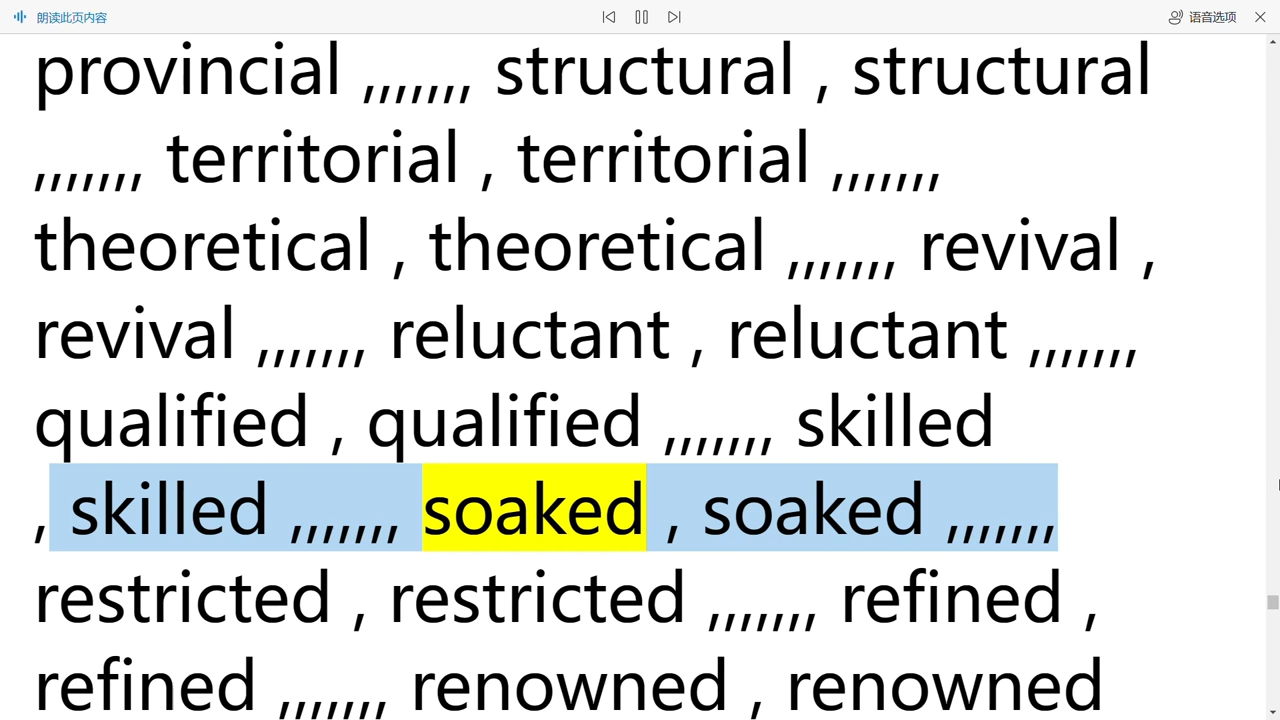 朗读此页内容 语音选项
provincial ,,,,,,, structural , structural
,,,,,,, territorial , territorial ,,,,,,,
theoretical , theoretical ,,,,,,, revival ,
revival ,,,,,,, reluctant , reluctant ,,,,,,,
qualified , qualified ,,,,,,, skilled
, skilled ,,,,,,, soaked , soaked ,,,,,,,
restricted , restricted ,,,,,,, refined ,
refined ,,,,,,, renowned , renowned